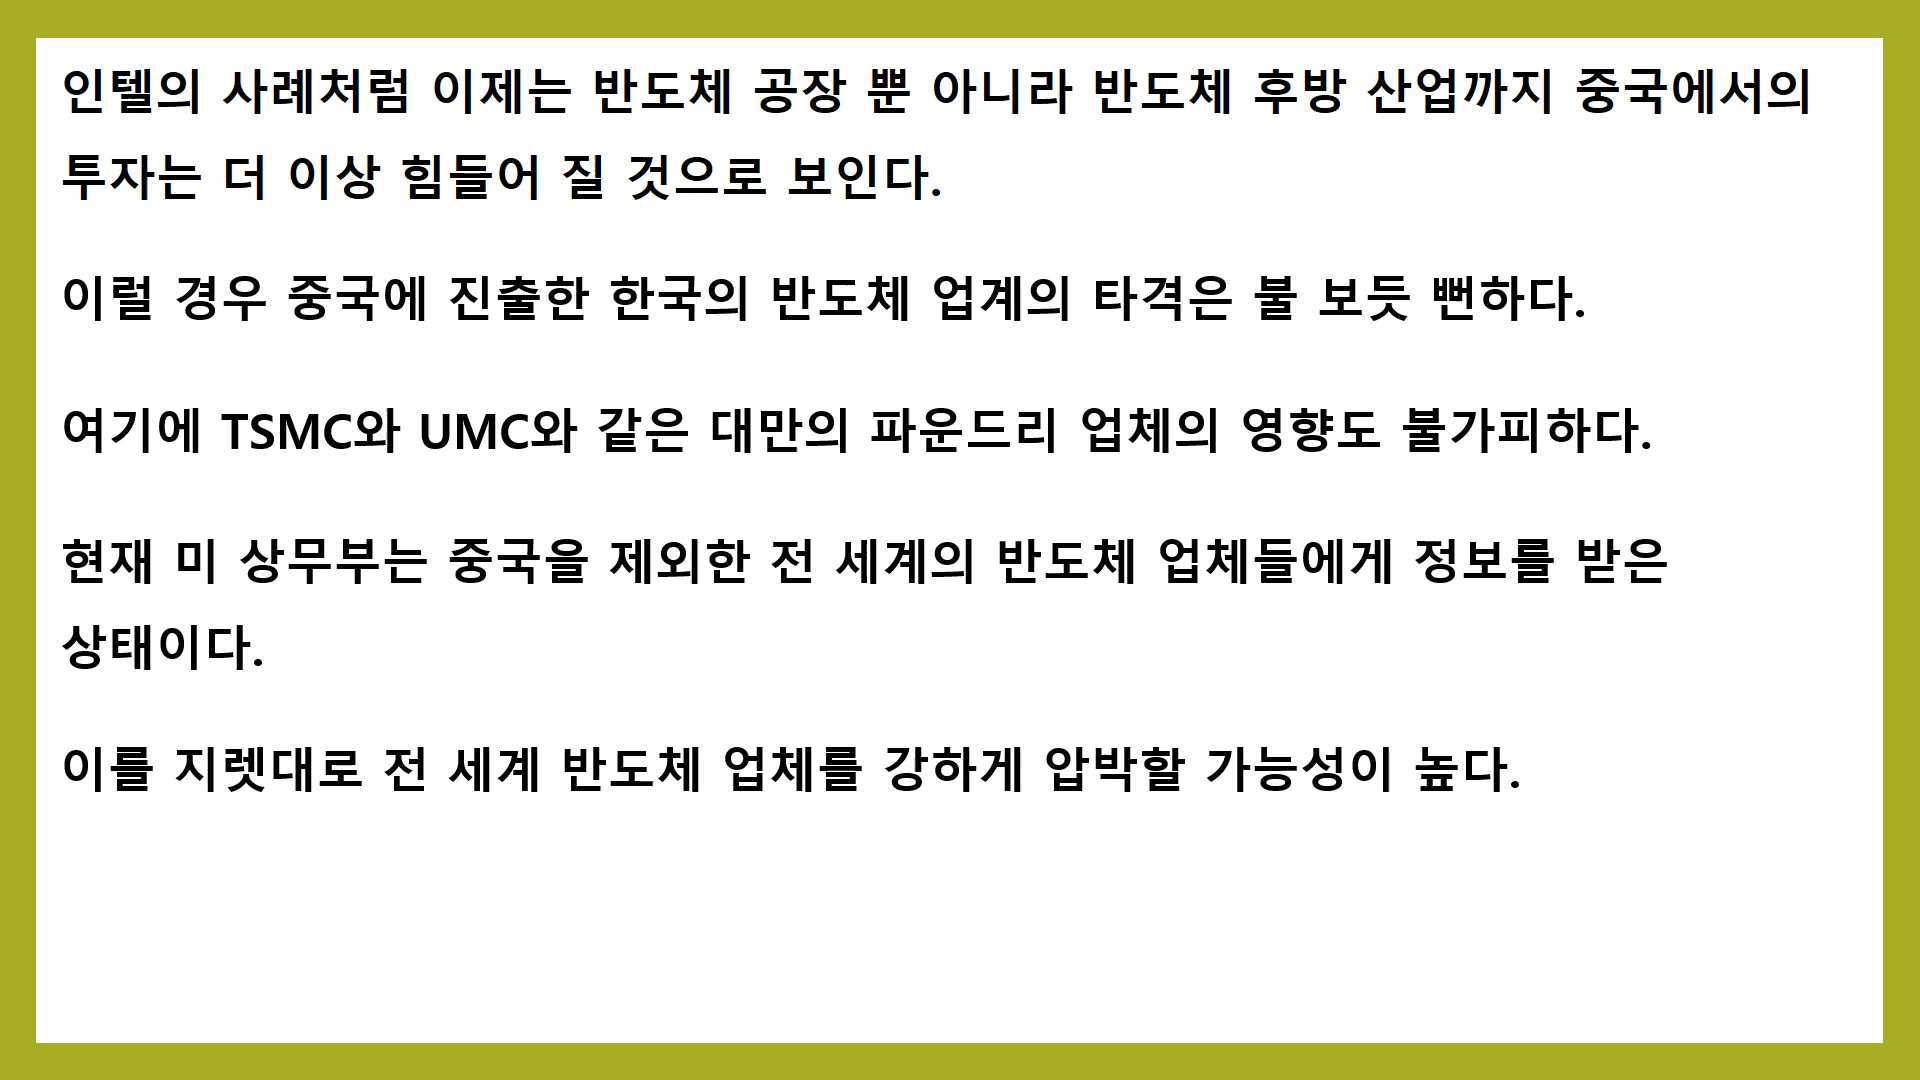 인텔의 사례처럼 이제는 반도체 공장 뿐 아니라 반도체 후방 산업까지 중국에서의
투자는 더 이상 힘들어 질 것으로 보인다.
이럴 경우 중국에 진출한 한국의 반도체 업계의 타격은 불 보듯 뻔하다.
여기에 TSMC와 UMC와 같은 대만의 파운드리 업체의 영향도 불가피하다.
현재 미 상무부는 중국을 제외한 전 세계의 반도체 업체들에게 정보를 받은
상태이다.
이를 지렛대로 전 세계 반도체 업체를 강하게 압박할 가능성이 높다.